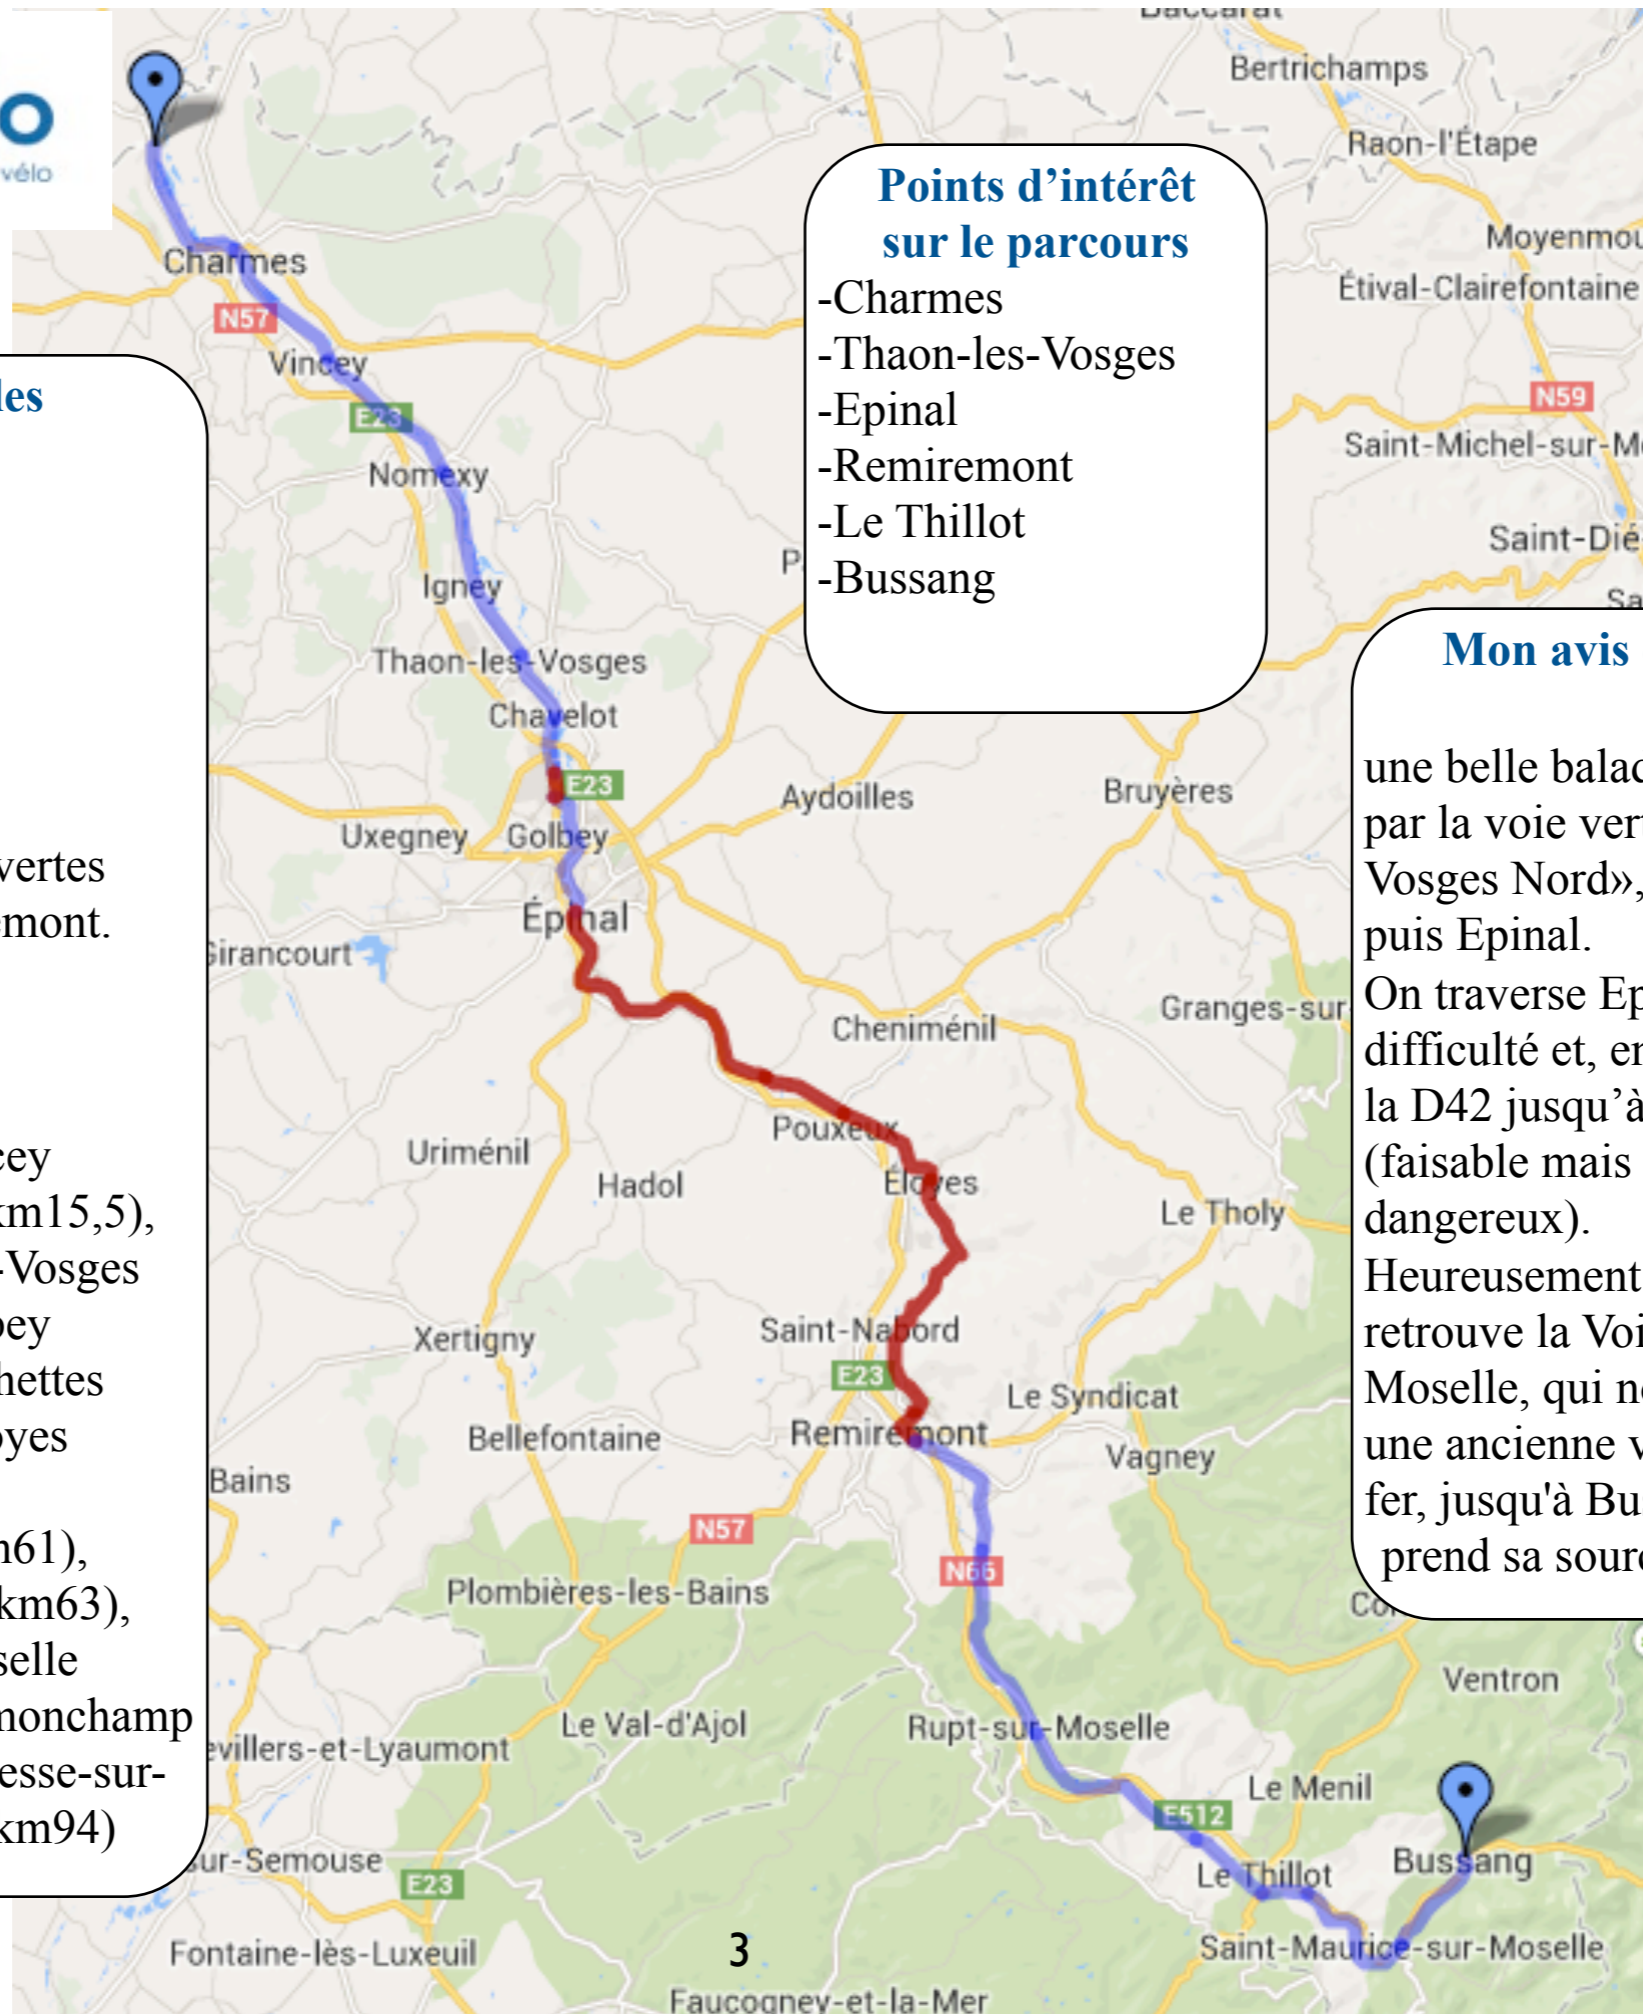 vélo
Points d'intérêt
sur le parcours
-Charmes
-Thaon-les-Vosges
-Epinal
-Remiremont
-Le Thillot
-Bussang
les
vertes
emont.
cey
km15,5),
-Vosges
bey
hettes
oyes
m61),
km63),
selle
monchamp
esse-sur-
km94)
Mon avis
une belle balad
par la voie vert
Vosges Nord»,
puis Epinal.
On traverse Ep
difficulté et, en
la D42 jusqu'à
(faisable mais
dangereux).
Heureusement
retrouve la Voi
Moselle, qui no
une ancienne v
fer, jusqu'à Bu
prend sa sourc
Baccarat
Bertrichamps
Raon-l'Étape
Moyenmou
Étival-Clairefontaine
N59
Saint-Michel-sur-M
Saint-Dié
Sa
Charmes
N57
Vincey
E23
Nomexy
Igney
Thaon-les-Vosges
Chavelot
E23
Uxegney
Golbey
Aydoilles
Bruyères
Épinal
Girancourt
Cheniménil
Granges-sur
Pouxeux
Uriménil
Hadol
Éloyes
Le Tholy
Saint-Nabord
Xertigny
E23
Le Syndicat
Remiremont
Bellefontaine
Vagney
Bains
N57
N66
Plombières-les-Bains
Ventron
Le Val-d'Ajol
Rupt-sur-Moselle
evillers-et-Lyaumont
Le Menil
E512
Le Thillot
Bussang
sur-Semouse
E23
Fontaine-lès-Luxeuil
Saint-Maurice-sur-Moselle
3
Faucogney-et-la-Mer